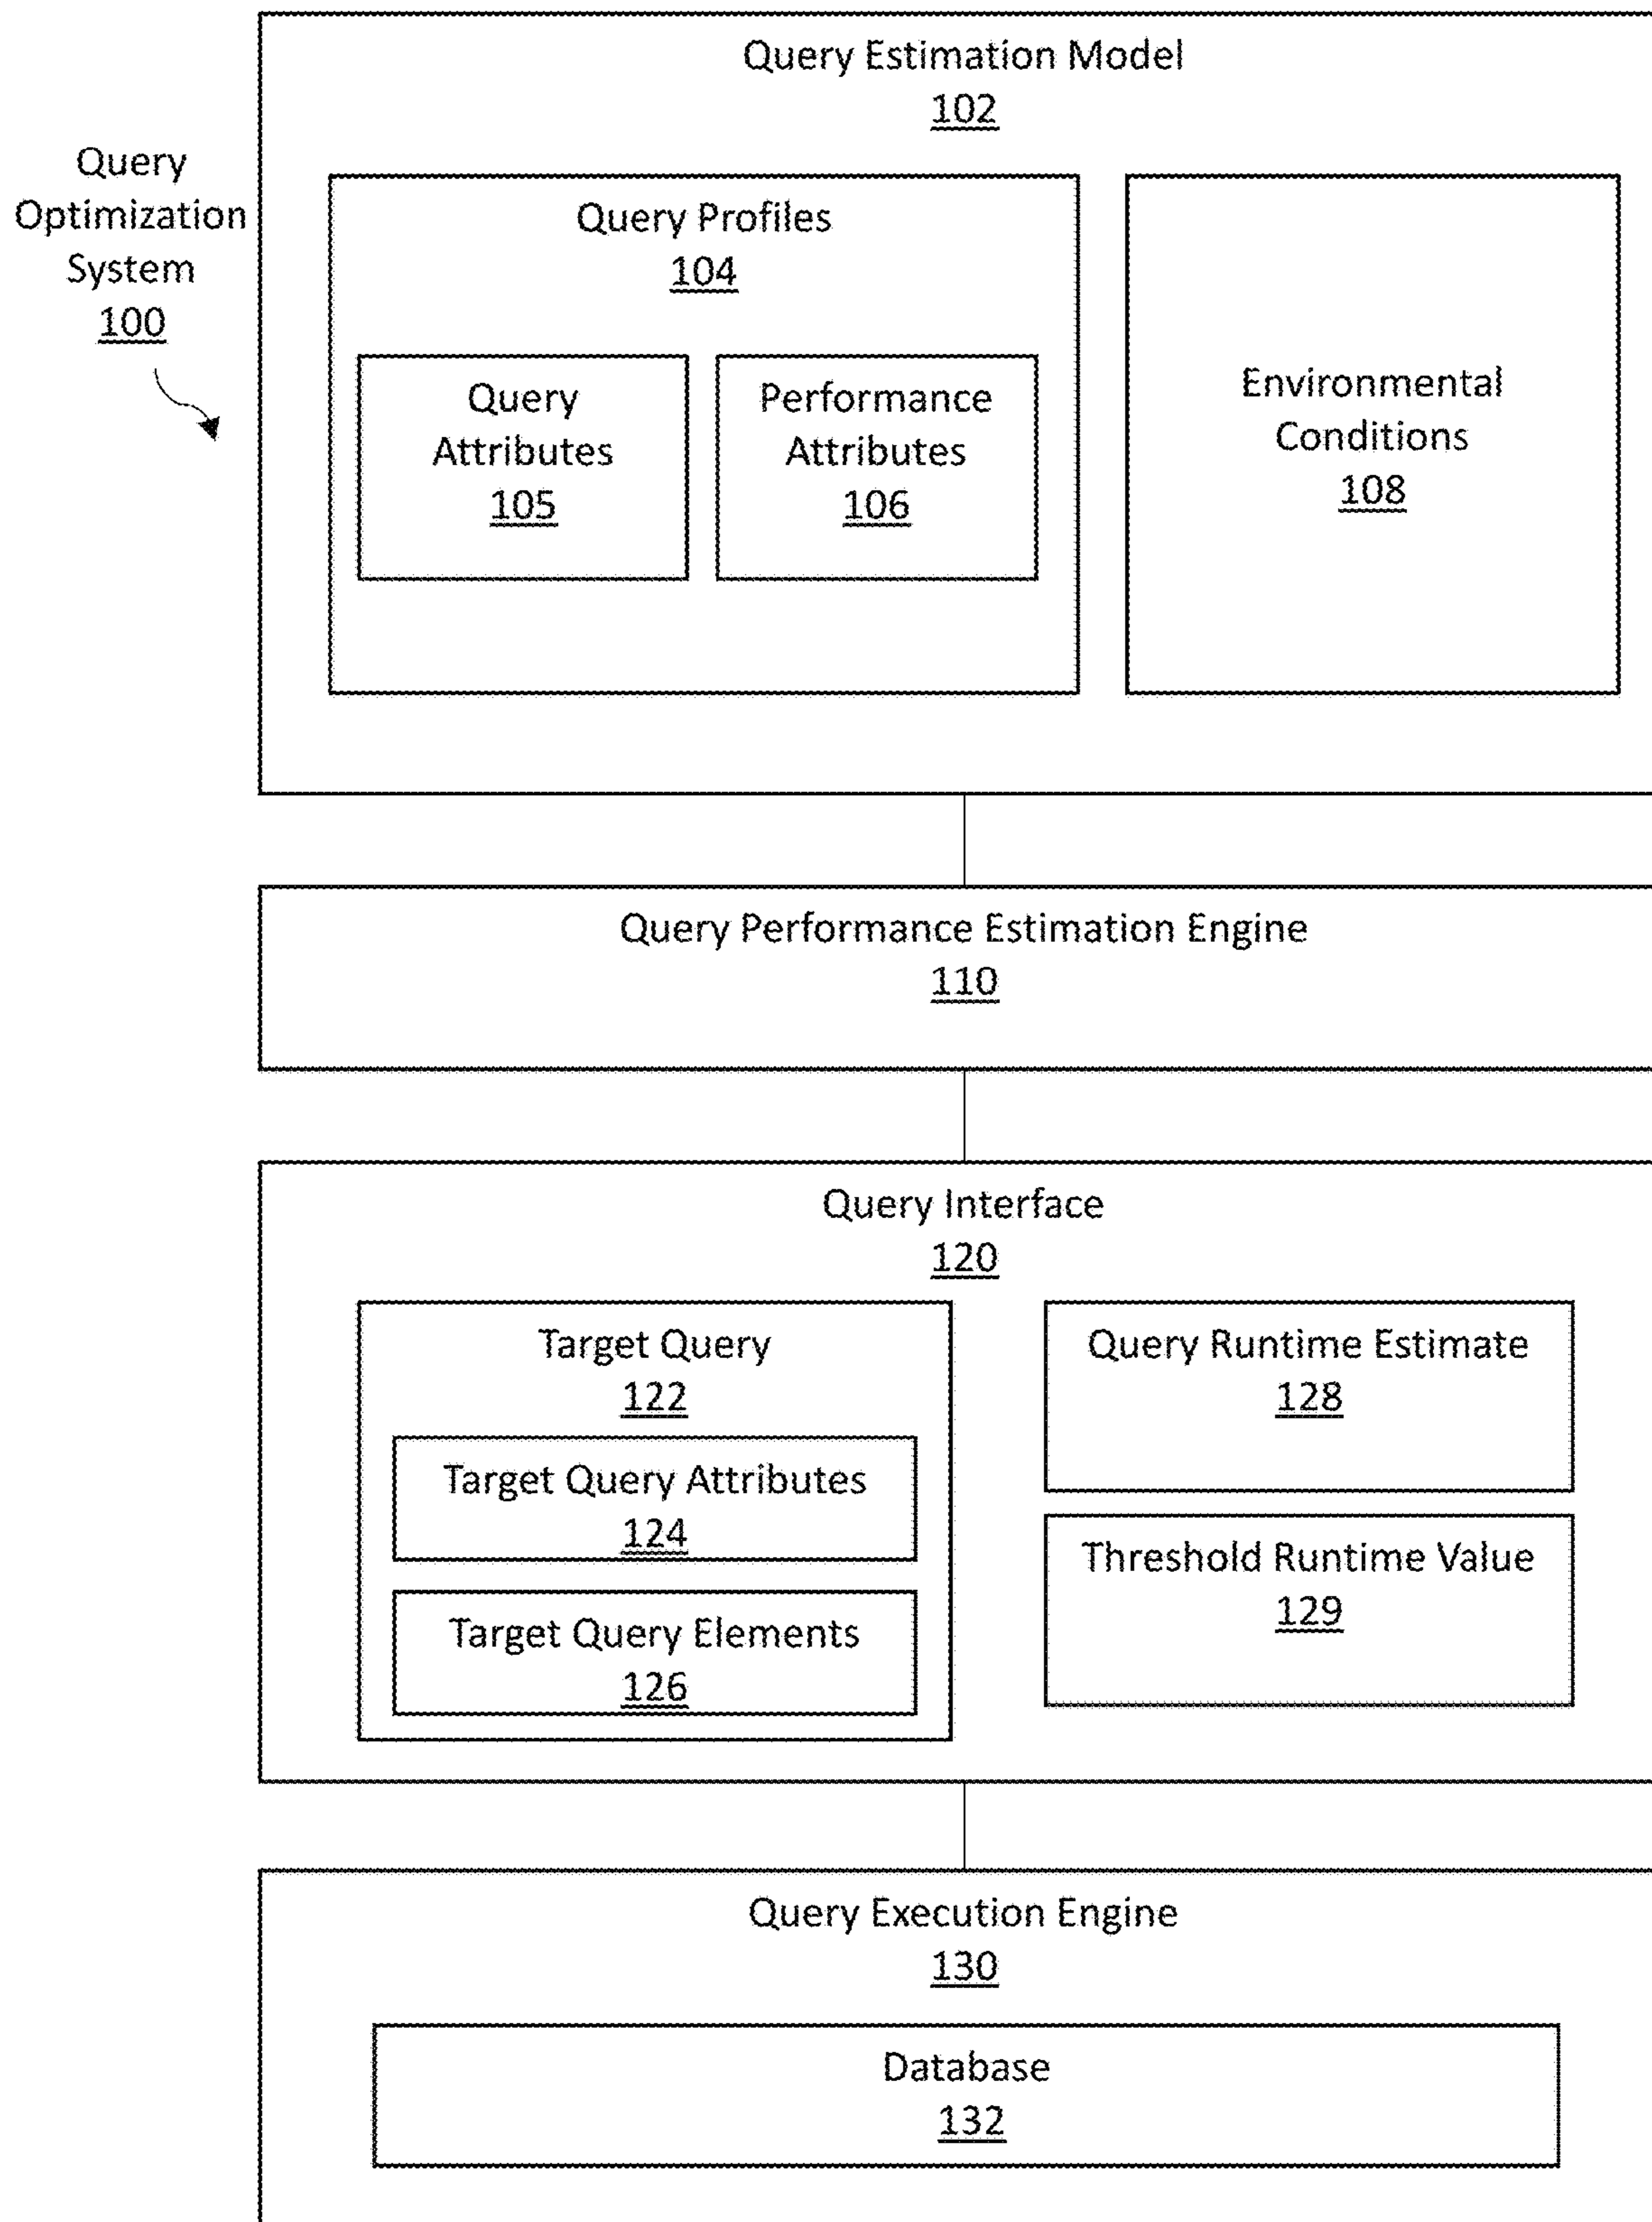 Query Estimation Model
102
Query
Optimization
System
100
Query Profiles
104
Query
Attributes
105
Performance
Attributes
106
Environmental
Conditions
108
Query Performance Estimation Engine
110
Query Interface
120
Target Query
122
Target Query Attributes
124
Target Query Elements
126
Query Runtime Estimate
128
Threshold Runtime Value
129
Query Execution Engine
130
Database
132